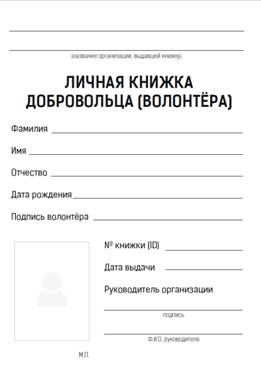 (название организации, выдавшей книжку)
ЛИЧНАЯ КНИЖКА
ДОБРОВОЛЬЦА (ВОЛОНТЁРА)
Фамилия
Имя
Отчество
Дата рождения
Подпись волонтёра
№ книжки (ID)
Дата выдачи
Руководитель организации
подпись
Ф.И.О. руководителя
М.П.